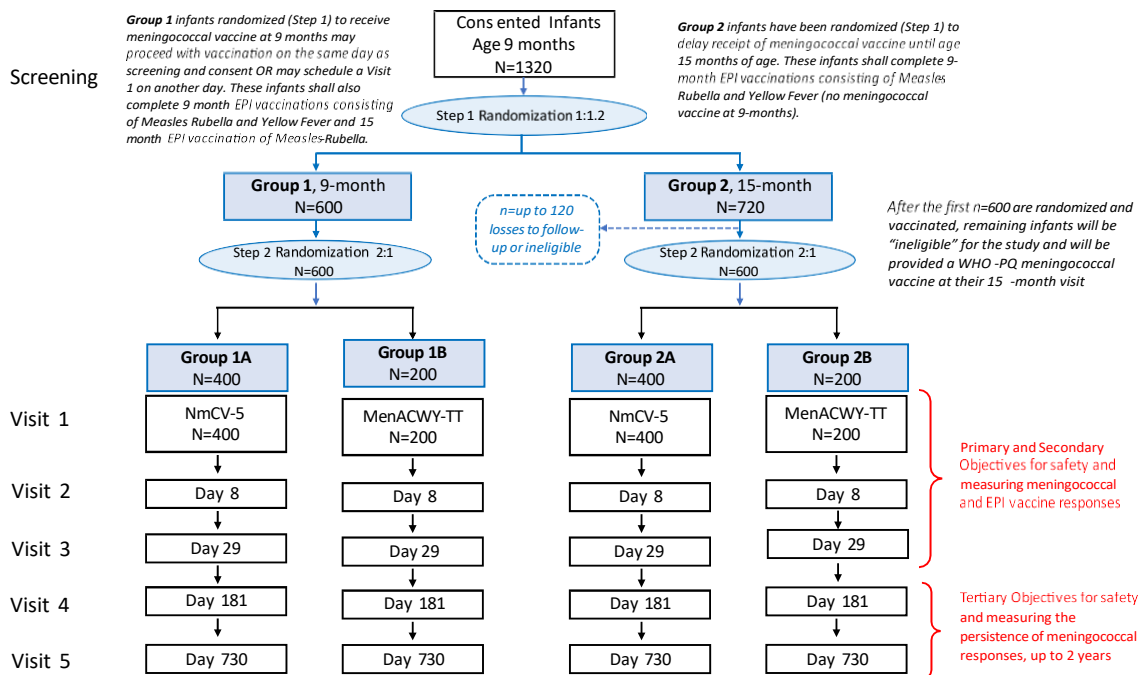 Group 1 infants randomized (Step 1) to receive
meningococcal vaccine at 9 months may
proceed with vaccination on the same day as
screening and consent OR may schedule a Visit
1 on another day. These infants shall also
complete 9 month EPI vaccinations consisting
of Measles Rubella and Yellow Fever and 15
month EPI vaccination of Measles-Rubella.
Consented Infants
Age 9 months
N=1320
Group 2 infants have been randomized (Step 1) to
delay receipt of meningococcal vaccine until age
15 months of age. These infants shall complete 9-
month EPI vaccinations consisting of Measles
Rubella and Yellow Fever (no meningococcal
vaccine at 9-months).
Screening
Step 1 Randomization 1:1.2
Group 1, 9-month
N=600
n=up to 120
losses to follow-
up or ineligible
Group 2, 15-month
N=720
After the first n=600 are randomized and
vaccinated, remaining infants will be
"ineligible" for the study and will be
provided a WHO -PQ meningococcal
vaccine at their 15 -month visit
Step 2 Randomization 2:1
N=600
Step 2 Randomization 2:1
N=600
Group 1A
N=400
Group 1B
N=200
Group 2A
N=400
Group 2B
N=200
Visit 1
NmCV-5
N=400
MenACWY-TT
N=200
NmCV-5
N=400
MenACWY-TT
N=200
Primary and Secondary
Objectives for safety and
measuring meningococcal
and EPI vaccine responses
Visit 2
Day 8
Day 8
Day 8
Day 8
Visit 3
Day 29
Day 29
Day 29
Day 29
Visit 4
Day 181
Day 181
Day 181
Day 181
Tertiary Objectives for safety
and measuring the
persistence of meningococcal
responses, up to 2 years
Visit 5
Day 730
Day 730
Day 730
Day 730